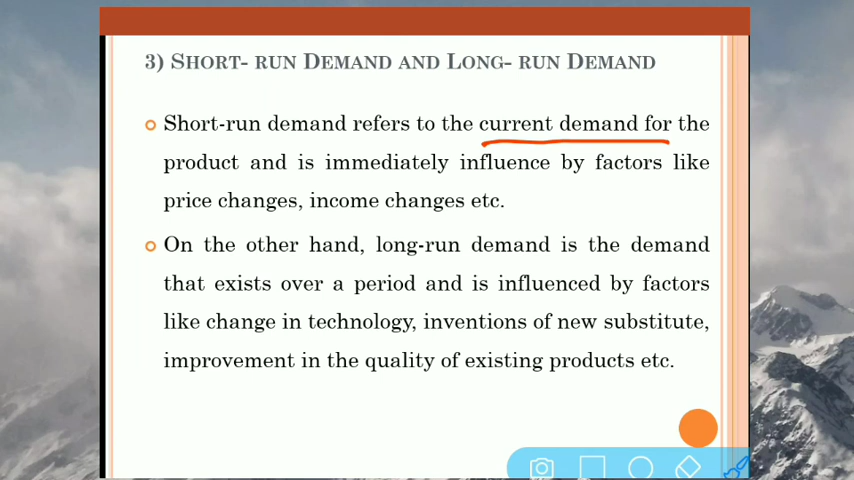 3) SHORT- RUN DEMAND AND LONG- RUN DEMAND
Short-run demand refers to the current demand for the
product and is immediately influence by factors like
price changes, income changes etc.
On the other hand, long-run demand is the demand
that exists over a period and is influenced by factors
like change in technology, inventions of new substitute,
improvement in the quality of existing products etc.